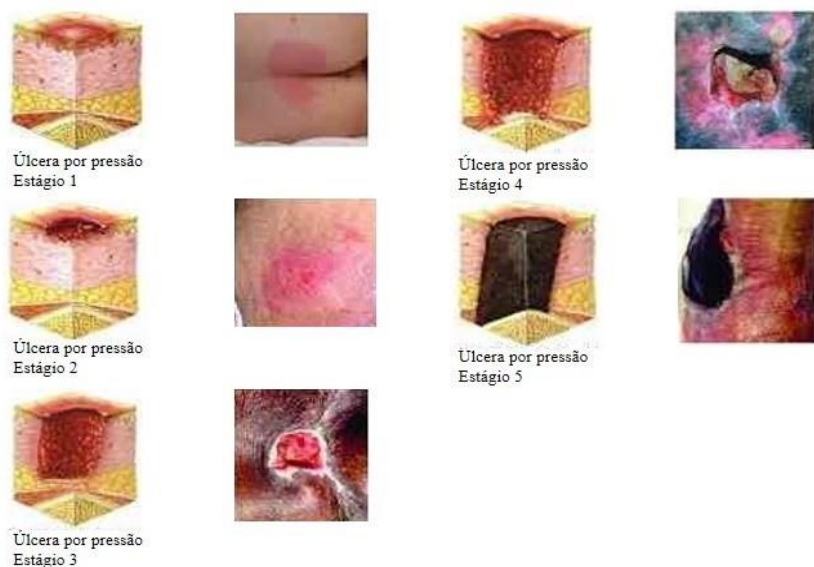 Úlcera por pressão
Estágio 1
Úlcera por pressão
Estágio 4
Úlcera por pressão
Estágio 2
Úlcera por pressão
Estágio 5
Úlcera por pressão
Estágio 3